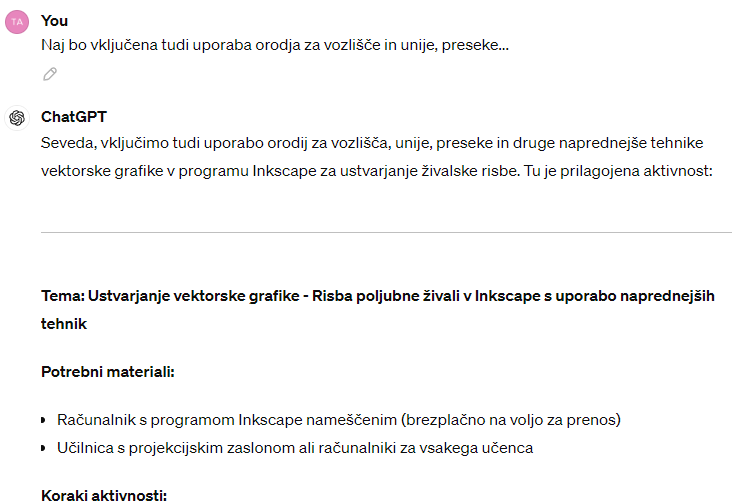 TA
You
Naj bo vključena tudi uporaba orodja za vozlišče in unije, preseke...
ChatGPT
Seveda, vključimo tudi uporabo orodij za vozlišča, unije, preseke in druge naprednejše tehnike
vektorske grafike v programu Inkscape za ustvarjanje živalske risbe. Tu je prilagojena aktivnost:
Tema: Ustvarjanje vektorske grafike - Risba poljubne živali v Inkscape s uporabo naprednejših
tehnik
Potrebni materiali:
• Računalnik s programom Inkscape nameščenim (brezplačno na voljo za prenos)
• Učilnica s projekcijskim zaslonom ali računalniki za vsakega učenca
Koraki aktivnosti: